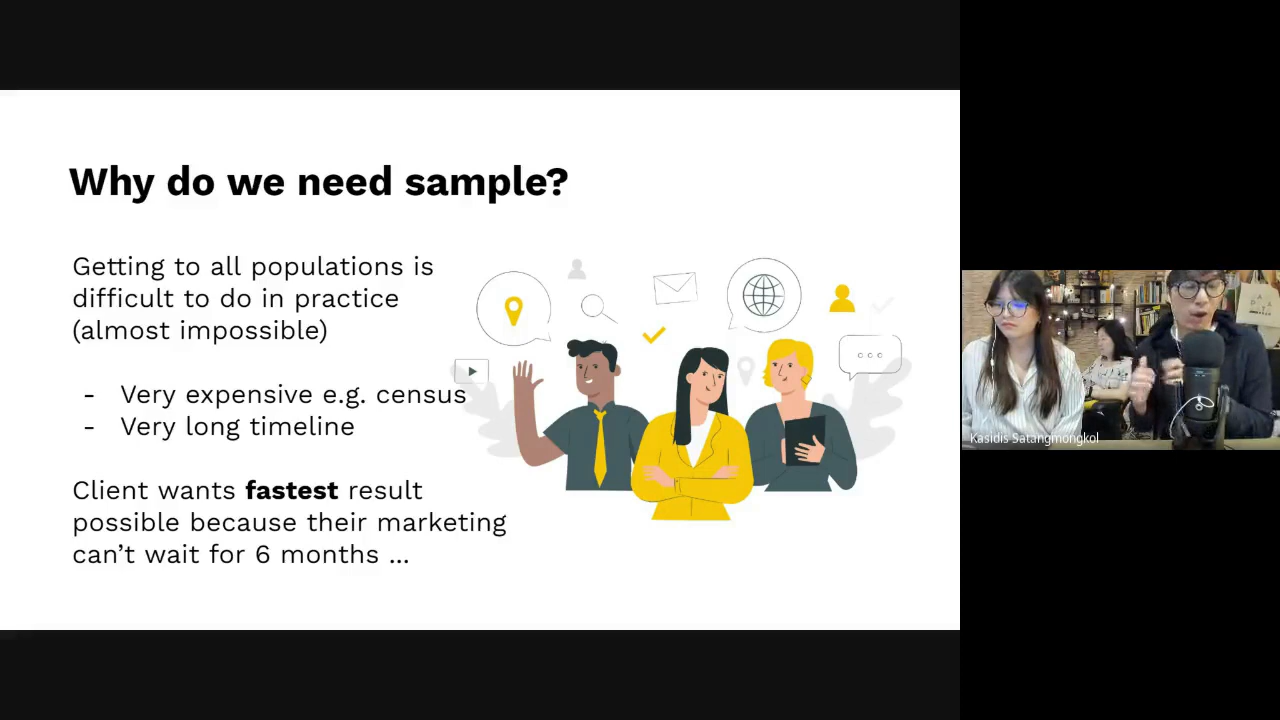 Why do we need sample?
Getting to all populations is
difficult to do in practice
(almost impossible)
- Very expensive e.g. census
- Very long timeline
Client wants fastest result
possible because their marketing
can’t wait for 6 months ...
Kasidis Satangmongkol